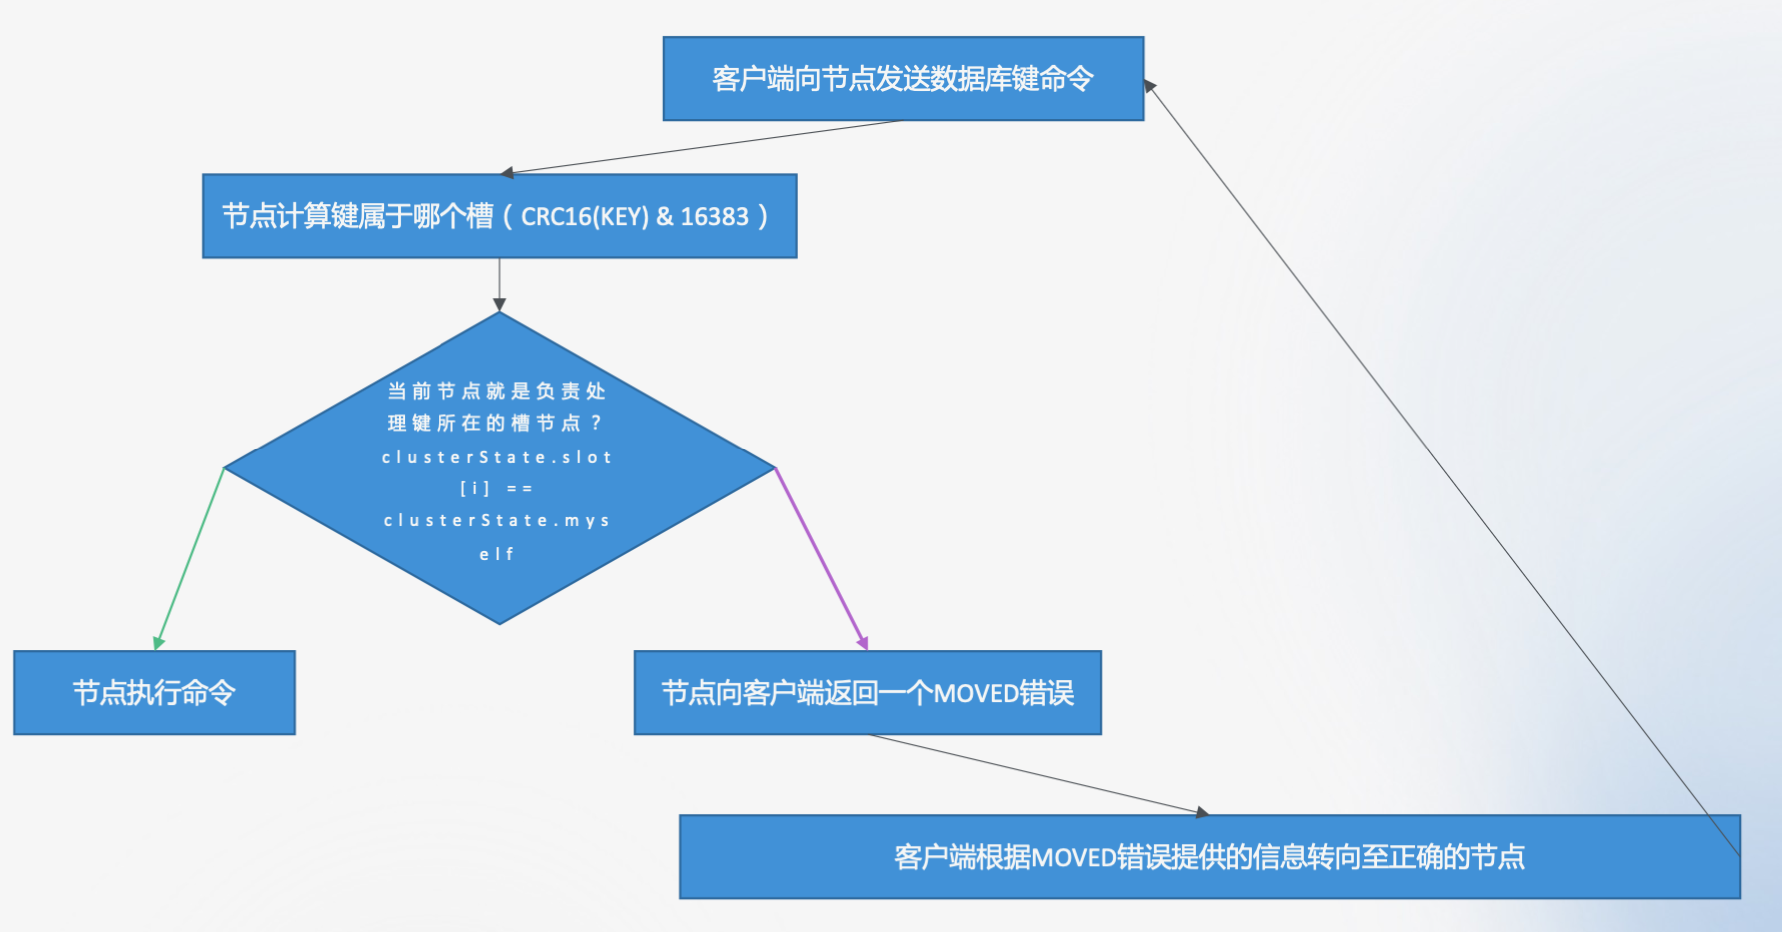 客户端向节点发送数据库键命令
节点计算键属于哪个槽（CRC16(KEY) & 16383）
当前节点就是负责处
理键所在的槽节点？
clusterState.slot
[i] ==
clusterState.mys
elf
节点执行命令
节点向客户端返回一个MOVED错误
客户端根据MOVED错误提供的信息转向至正确的节点